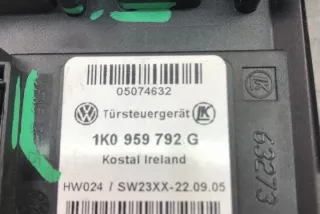 05074632
Türsteuergerät
1K0 959 792 G
Kostal Ireland
HW024 / SW23XX-22.09.05
63273